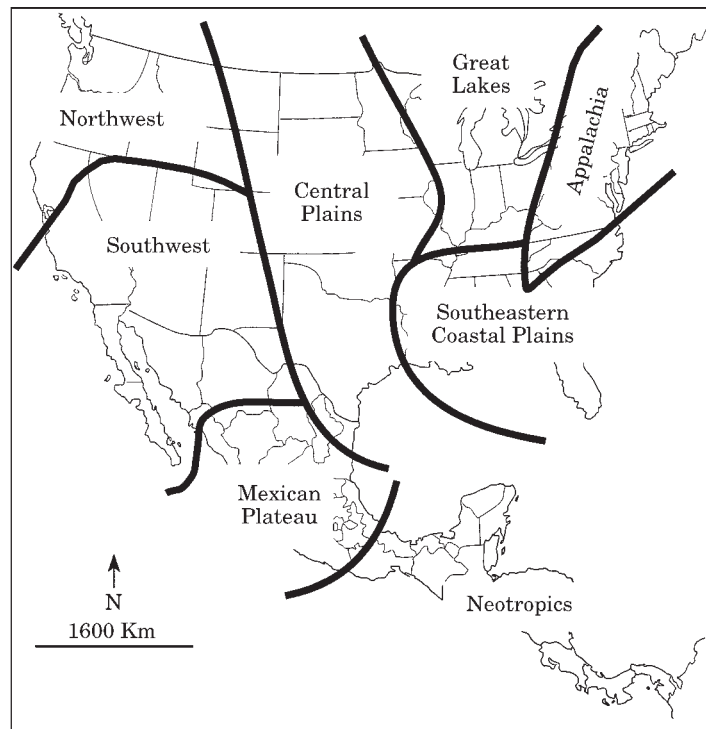 Great
Lakes
Northwest
Appalachia
Central
Plains
Southwest
Southeastern
Coastal Plains
Mexican
Plateau
N
Neotropics
1600 Km